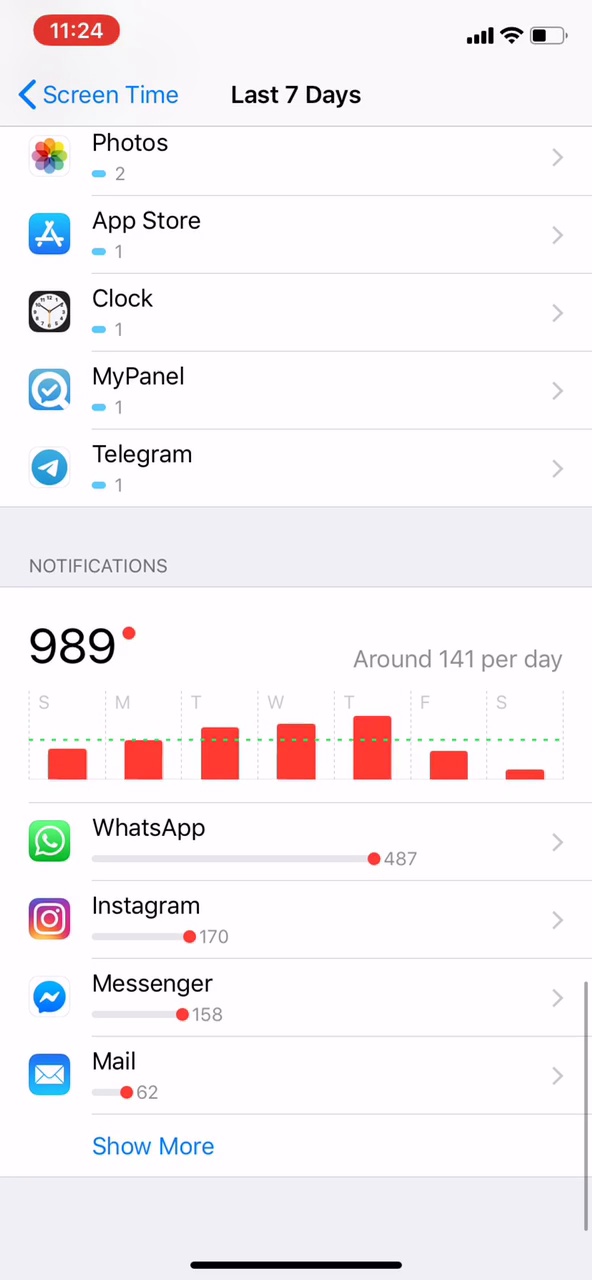 11:24
Screen Time
Last 7 Days
Photos
2
App Store
1
Clock
1
MyPanel
1
Telegram
1
NOTIFICATIONS
989
Around 141 per day
S M T W T F S
WhatsApp
487
Instagram
170
Messenger
158
Mail
62
Show More